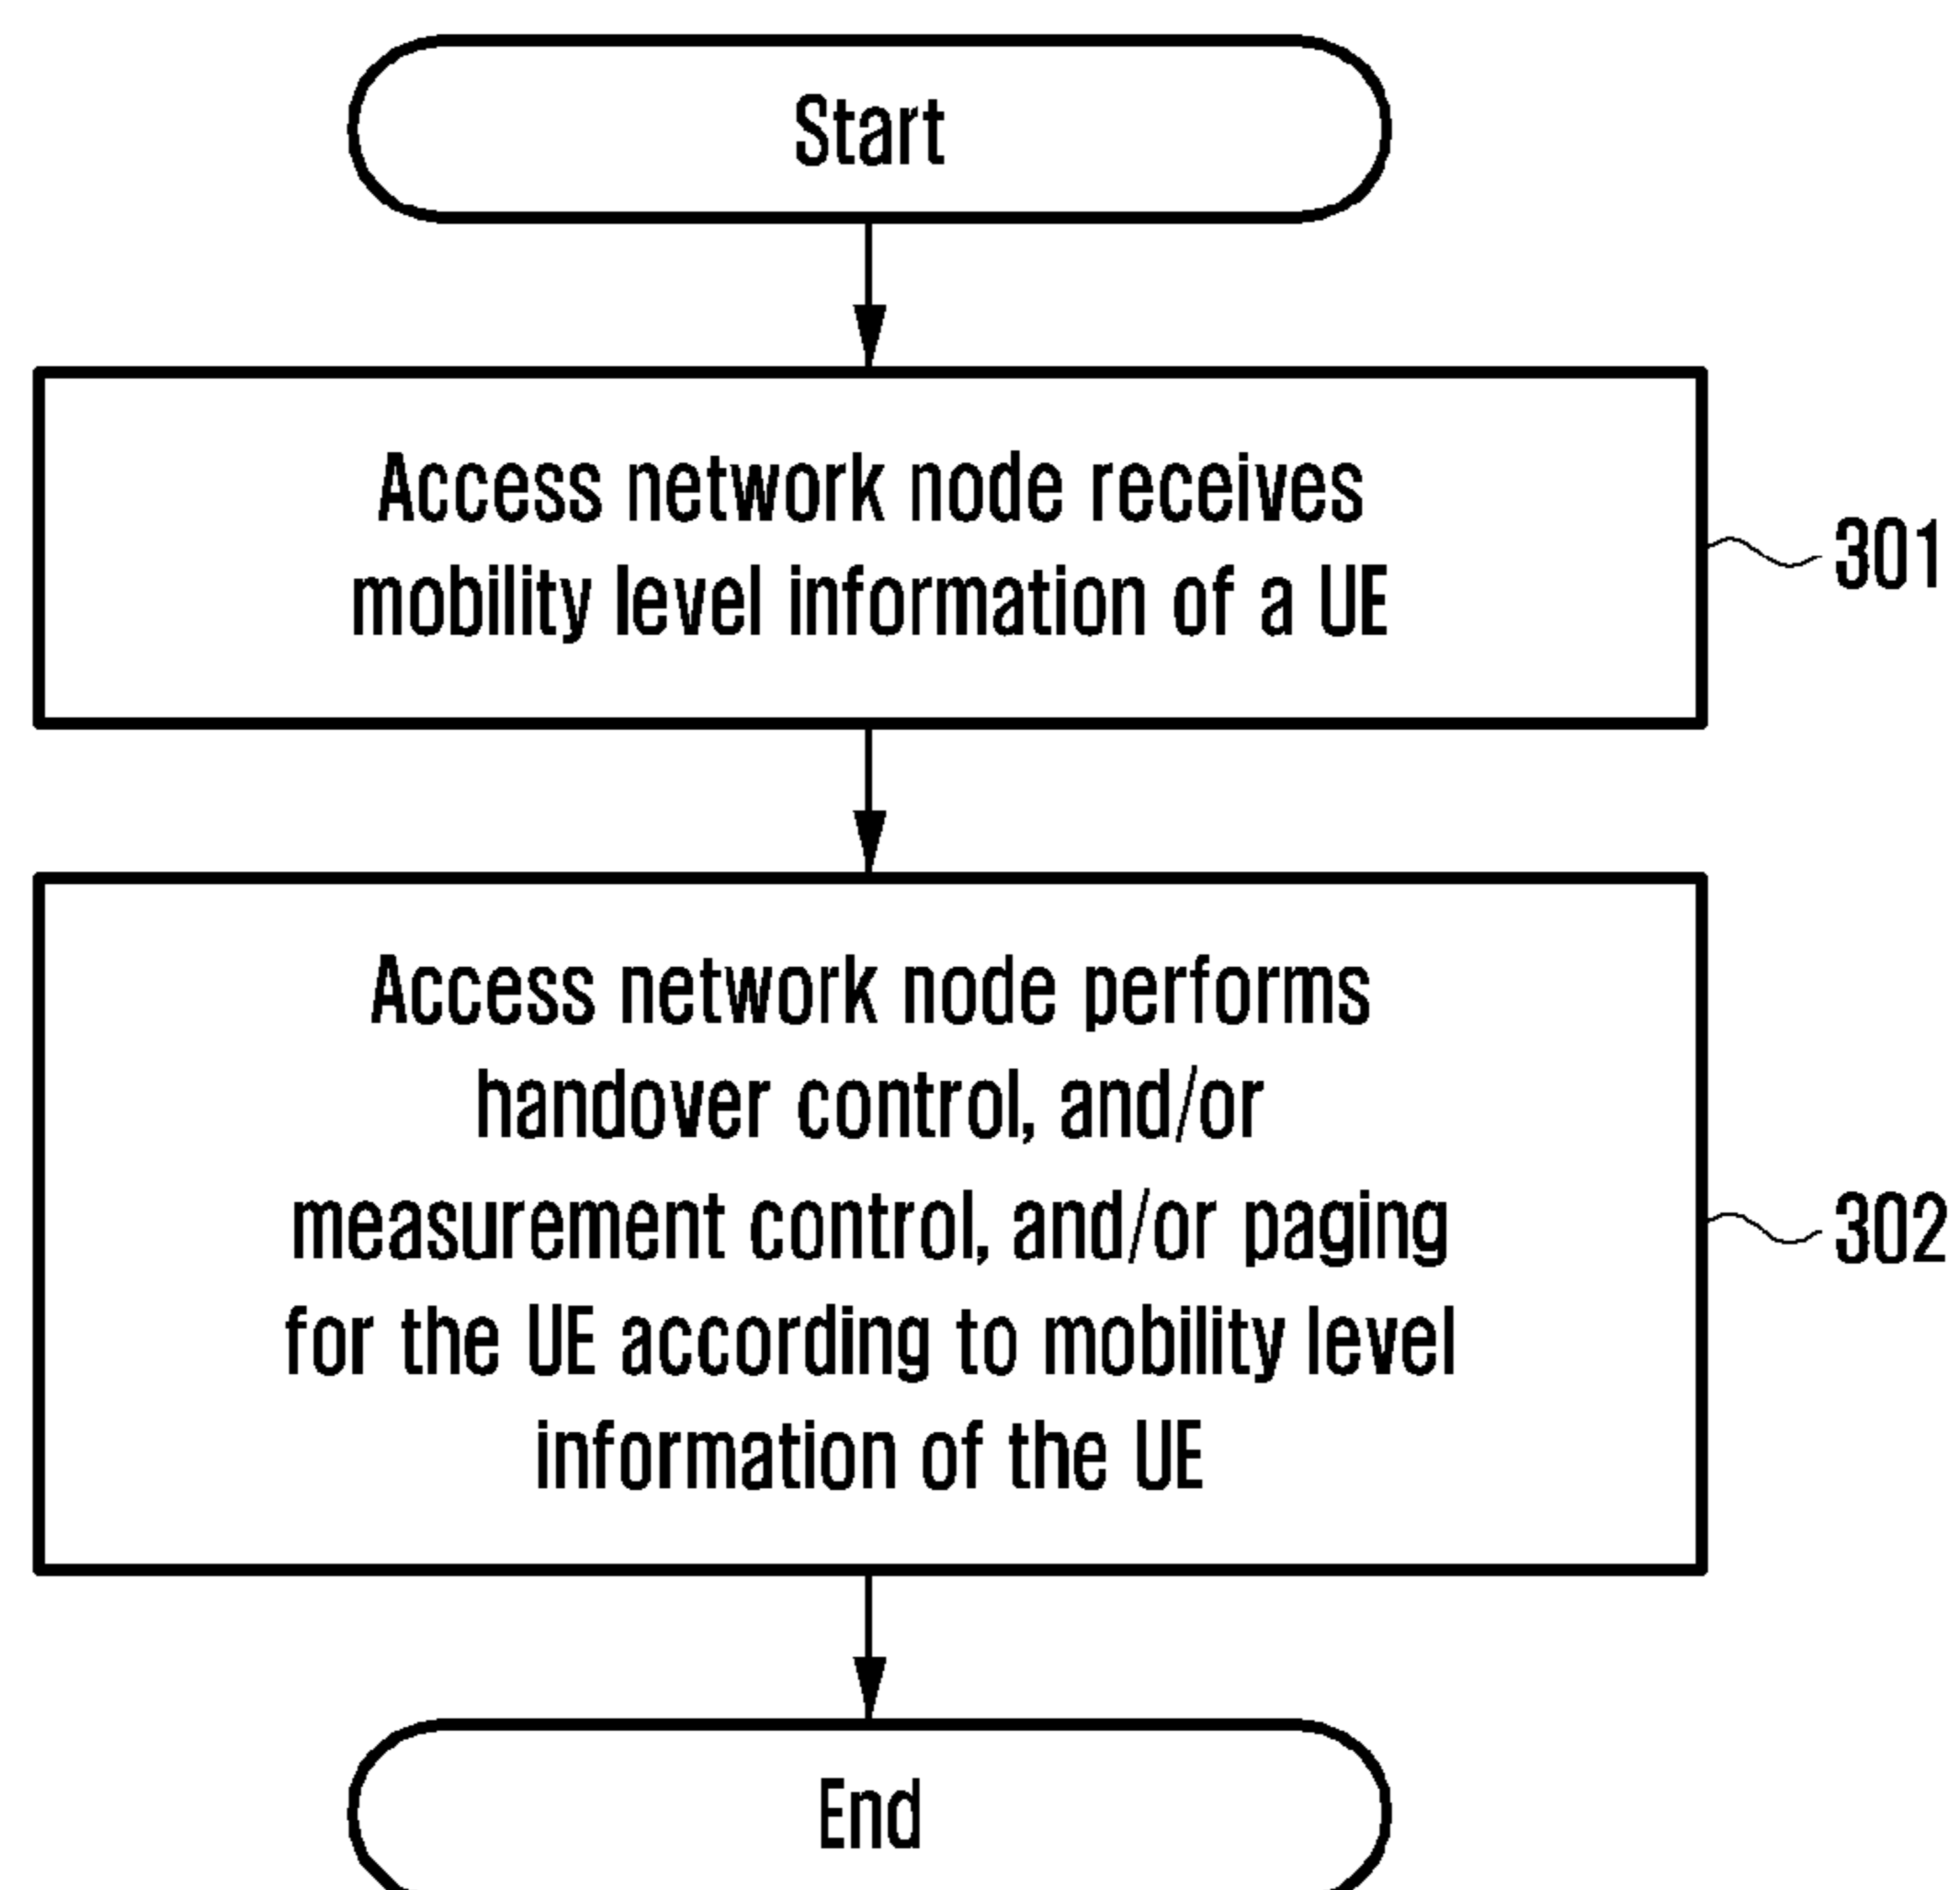 Start
Access network node receives
mobility level information of a UE
301
Access network node performs
handover control, and/or
measurement control, and/or paging
for the UE according to mobility level
information of the UE
302
End